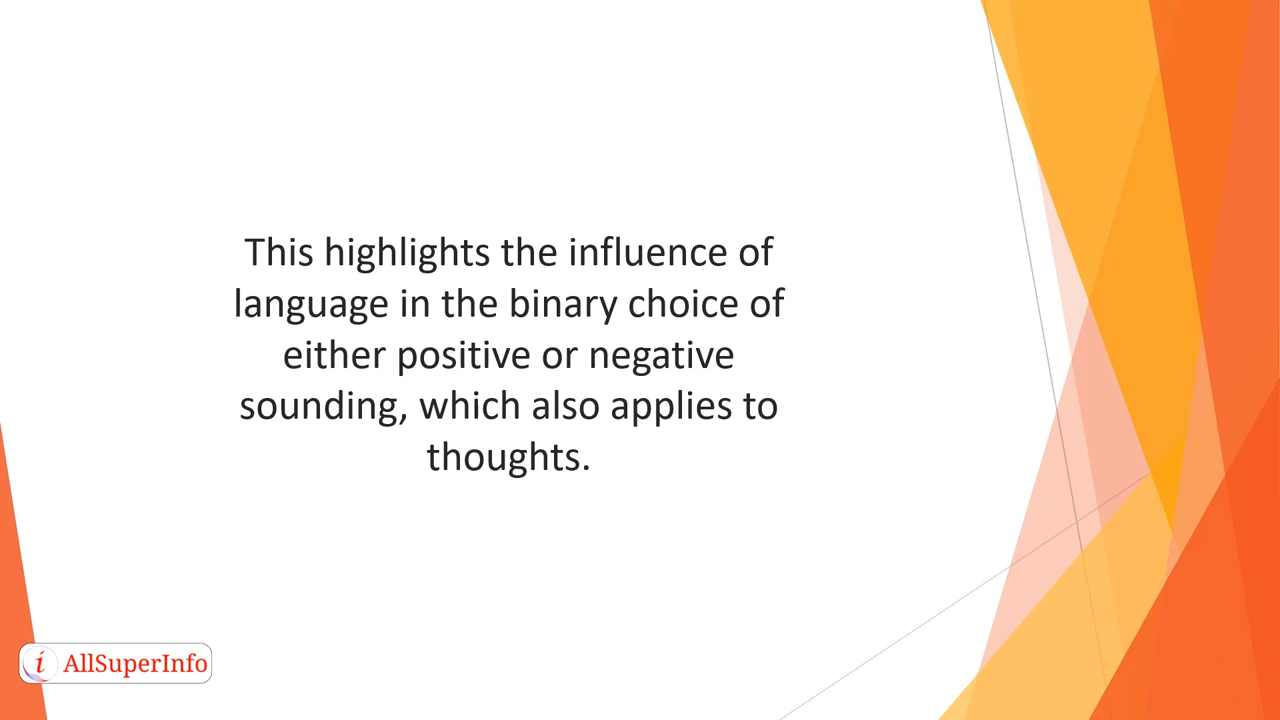 This highlights the influence of
language in the binary choice of
either positive or negative
sounding, which also applies to
thoughts.
i AllSuperInfo